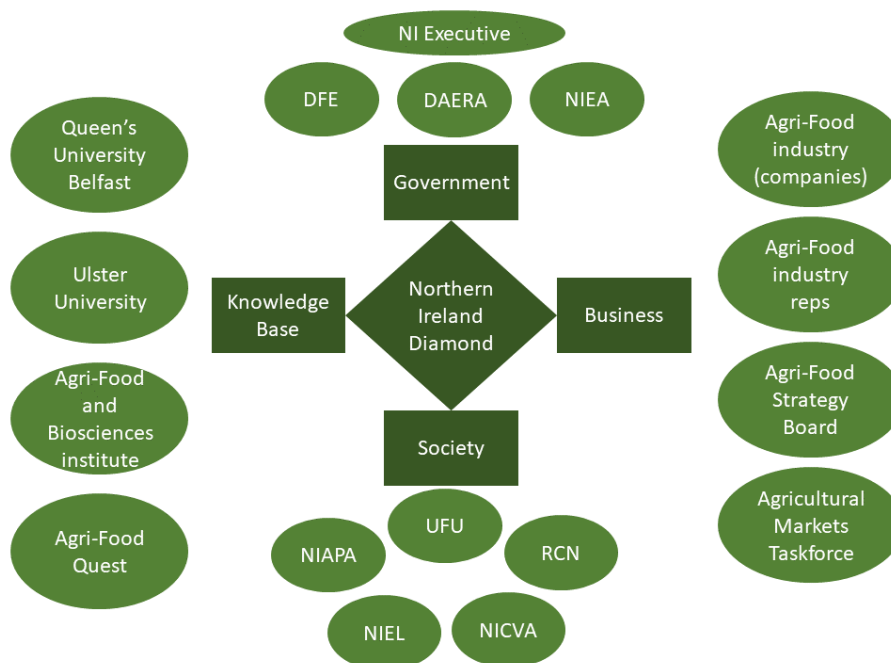 NI Executive
DFE
DAERA
NIEA
Government
Queen's
University
Belfast
Ulster
University
Agri-Food
and
Biosciences
institute
Agri-Food
Quest
Knowledge
Base
Northern
Ireland
Diamond
Business
Society
Agri-Food
industry
(companies)
Agri-Food
industry
reps
Agri-Food
Strategy
Board
Agricultural
Markets
Taskforce
UFU
NIAPA
RCN
NIEL
NICVA